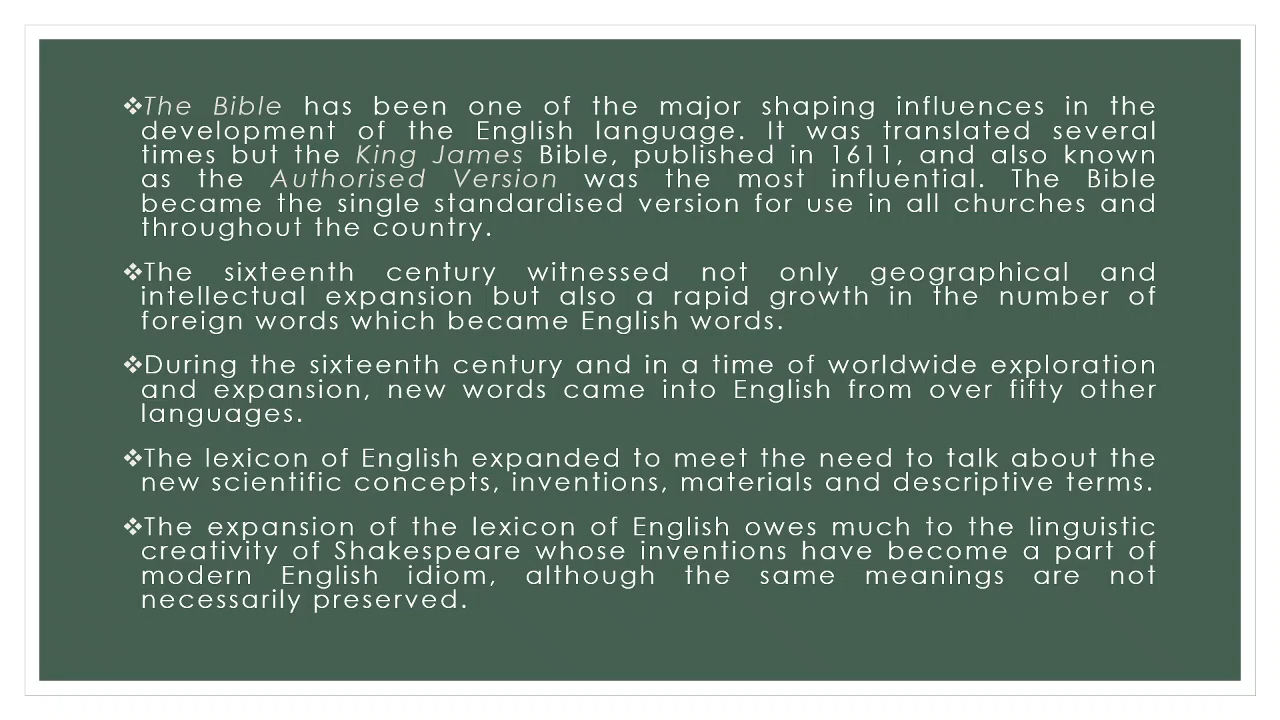 ❖The Bible has been one of the major shaping influences in the
development of the English language. It was translated several
times but the King James Bible, published in 1611, and also known
as the Authorised Version was the most influential. The Bible
became the single standardised version for use in all churches and
throughout the country.
❖The sixteenth century witnessed not only geographical and
intellectual expansion but also a rapid growth in the number of
foreign words which became English words.
❖During the sixteenth century and in a time of worldwide exploration
and expansion, new words came into English from over fifty other
languages.
❖The lexicon of English expanded to meet the need to talk about the
new scientific concepts, inventions, materials and descriptive terms.
❖The expansion of the lexicon of English owes much to the linguistic
creativity of Shakespeare whose inventions have become a part of
modern English idiom, although the same meanings are not
necessarily preserved.